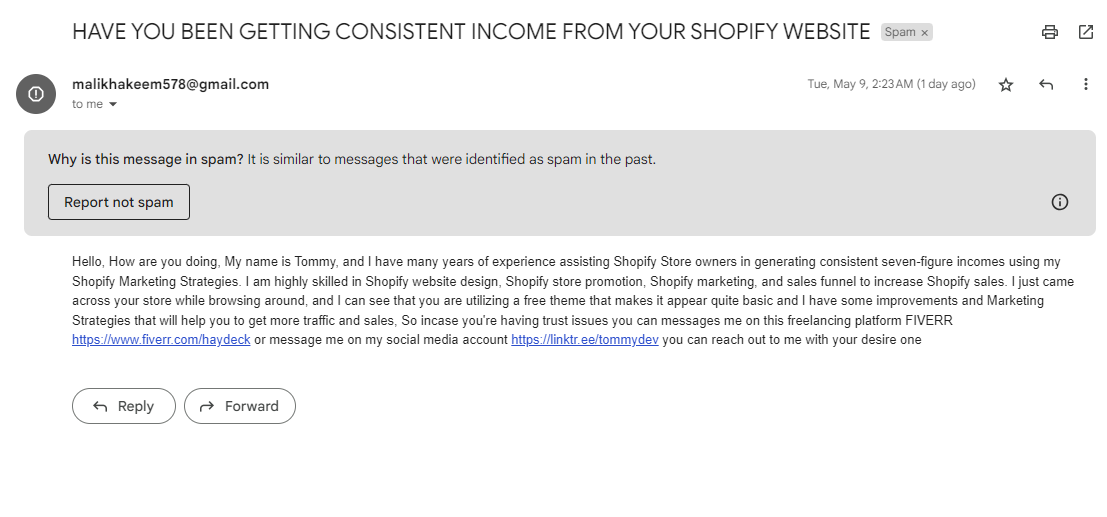 HAVE YOU BEEN GETTING CONSISTENT INCOME FROM YOUR SHOPIFY WEBSITE Spam ×
malikhakeem578@gmail.com Tue, May 9, 2:23 AM (1 day ago)
to me
Why is this message in spam? It is similar to messages that were identified as spam in the past.
Report not spam
Hello, How are you doing, My name is Tommy, and I have many years of experience assisting Shopify Store owners in generating consistent seven-figure incomes using my
Shopify Marketing Strategies. I am highly skilled in Shopify website design, Shopify store promotion, Shopify marketing, and sales funnel to increase Shopify sales. I just came
across your store while browsing around, and I can see that you are utilizing a free theme that makes it appear quite basic and I have some improvements and Marketing
Strategies that will help you to get more traffic and sales, So incase you're having trust issues you can messages me on this freelancing platform FIVERR
https://www.fiverr.com/haydeck or message me on my social media account https://linktr.ee/tommydev you can reach out to me with your desire one
Reply Forward